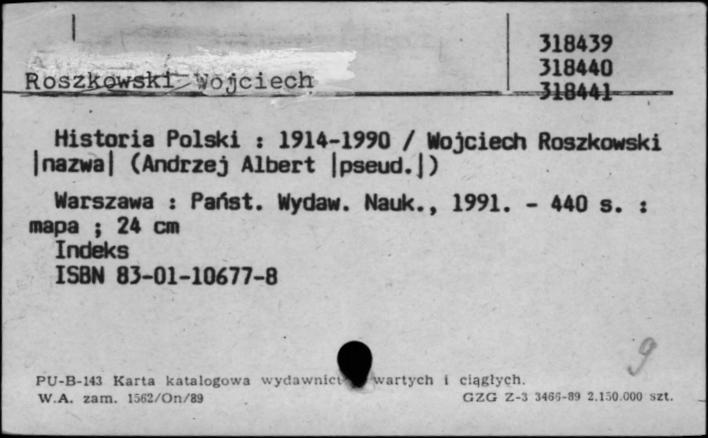 318439
318440
Roszkowski Wojciech
318441
Historia Polski : 1914-1990 / Wojciech Roszkowski
|nazwa| (Andrzej Albert |pseud.|)
Warszawa : Państ. Wydaw. Nauk., 1991. - 440 s. :
mapa ; 24 cm
Indeks
ISBN 83-01-10677-8
9
PU-B-143 Karta katalogowa wydawnict wartych i ciągłych.
W.A. zam. 1562/On/89 GZG Z-3 3466-89 2.150.000 szt.